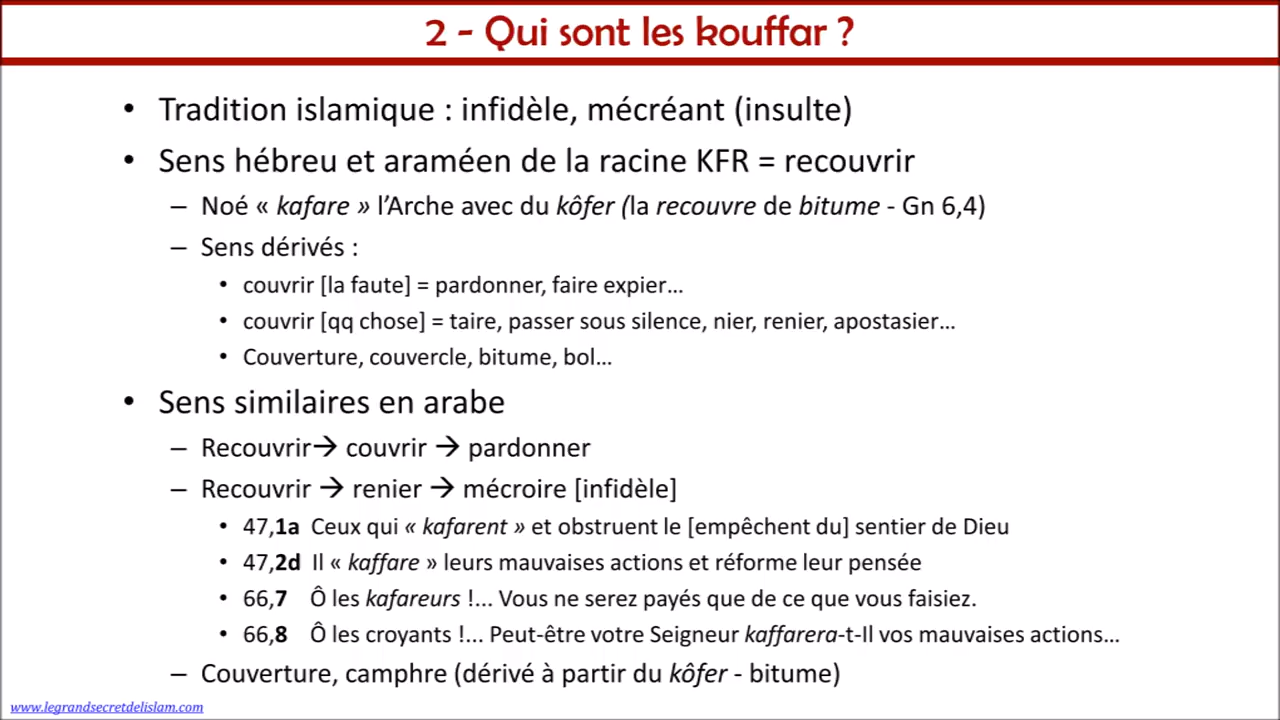 2 - Qui sont les kouffar ?
• Tradition islamique : infidèle, mécréant (insulte)
• Sens hébreu et araméen de la racine KFR = recouvrir
– Noé « kafare » l’Arche avec du kôfer (la recouvre de bitume - Gn 6,4)
– Sens dérivés :
• couvrir [la faute] = pardonner, faire expier…
• couvrir [qq chose] = taire, passer sous silence, nier, renier, apostasier…
• Couverture, couvercle, bitume, bol…
• Sens similaires en arabe
– Recouvrir→ couvrir → pardonner
– Recouvrir → renier → mécroire [infidèle]
• 47,1a Ceux qui « kafarent » et obstruent le [empêchent du] sentier de Dieu
• 47,2d Il « kaffare » leurs mauvaises actions et réforme leur pensée
• 66,7 Ô les kafareurs !... Vous ne serez payés que de ce que vous faisiez.
• 66,8 Ô les croyants !... Peut-être votre Seigneur kaffarera-t-Il vos mauvaises actions…
– Couverture, camphre (dérivé à partir du kôfer - bitume)
www.legrandsecretdelislam.com